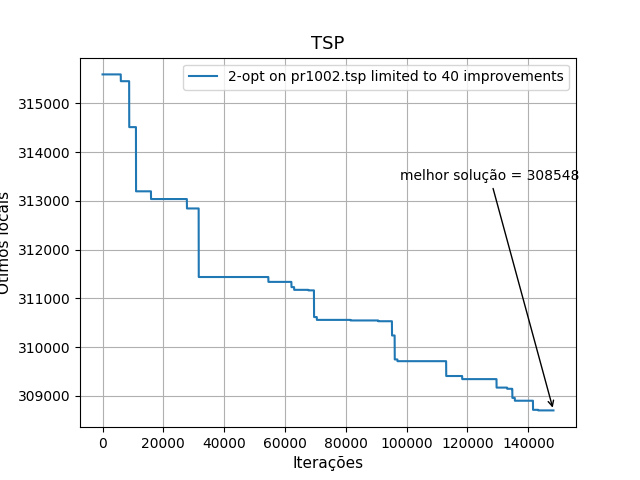 TSP
2-opt on pr1002.tsp limited to 40 improvements
melhor solução = 308548
315000
314000
313000
312000
311000
310000
309000
Ótimos locais
0 20000 40000 60000 80000 100000 120000 140000
Iterações